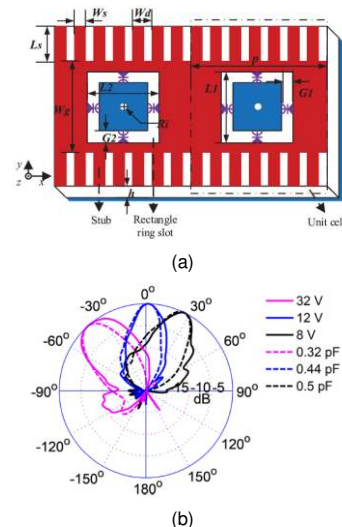 Ws
Wd
Ls
p
L2
L1
G1
Wg
G2
Ri
y
z
x
h
Stub
Rectangle
ring slot
Unit cel
(a)
0°
-30°
30°
-60°
60°
-90°
-15-10-5
dB
90°
-120°
120°
-150°
150°
180°
32 V
12 V
8 V
0.32 pF
0.44 pF
0.5 pF
(b)